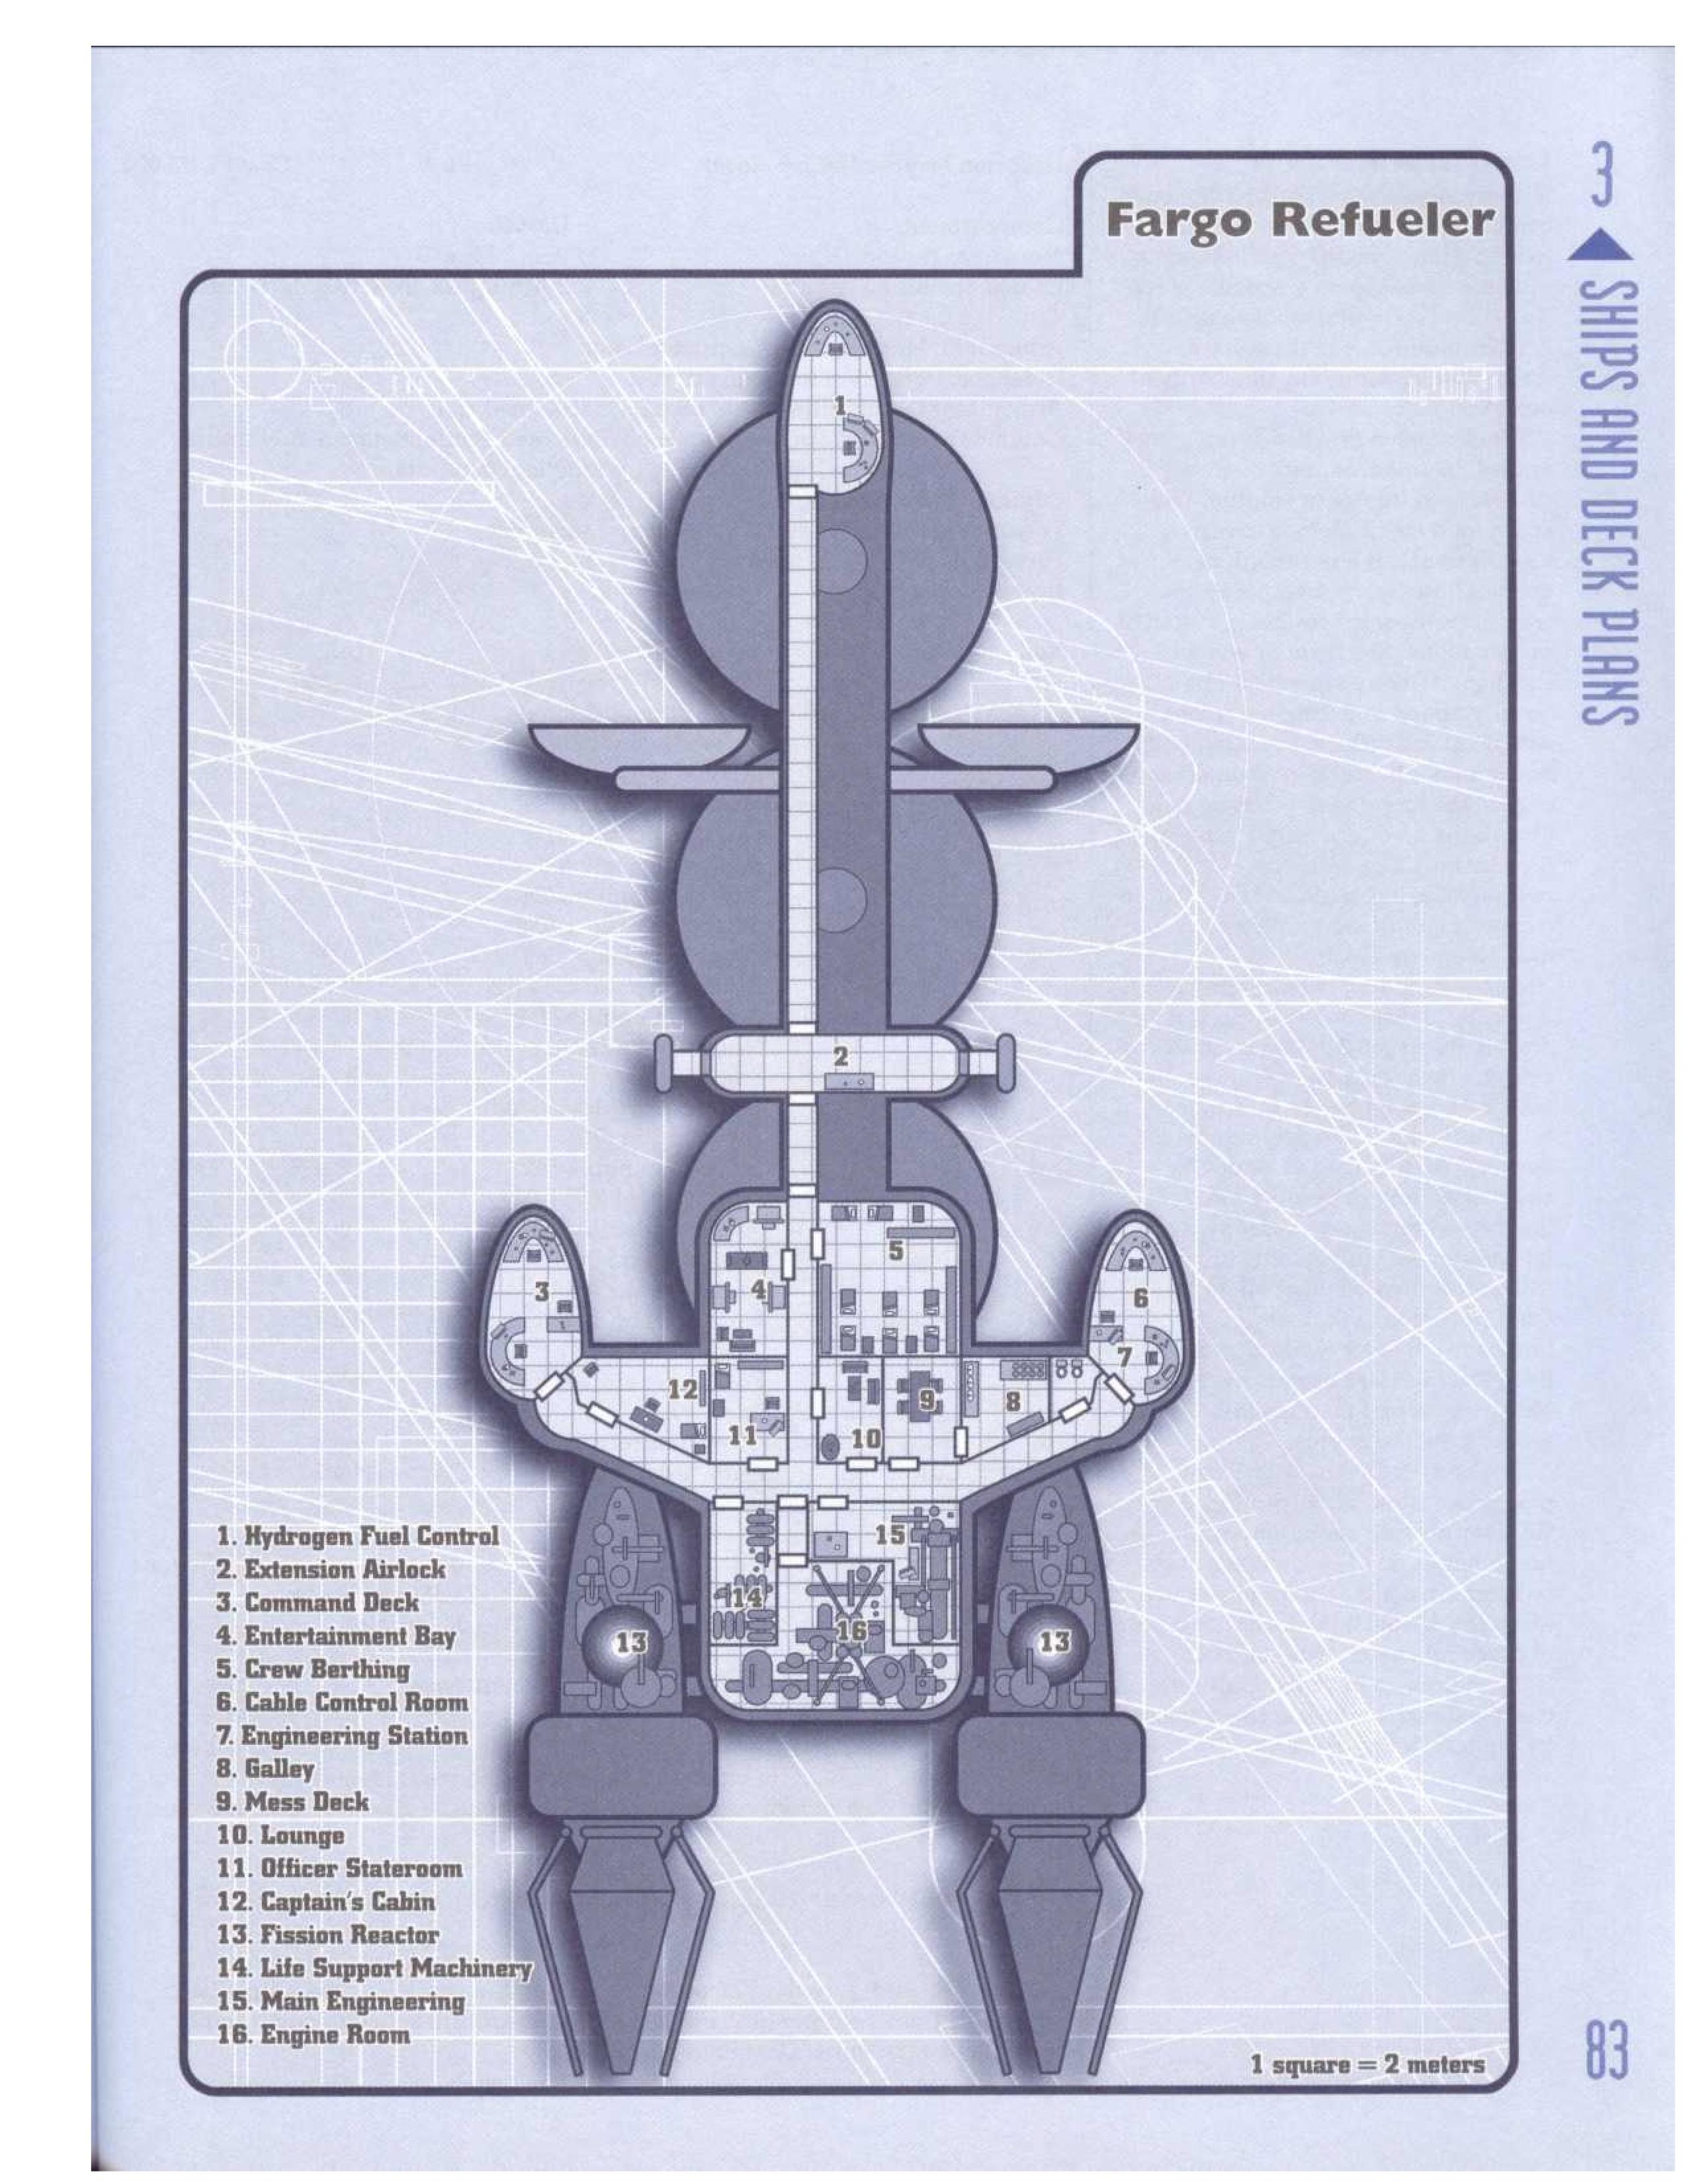 Fargo Refueler
3 ▲ SHIPS AND DECK PLANS
1
2
3
4
5
6
7
8
9
10
11
12
13
13
14
15
16
1. Hydrogen Fuel Control
2. Extension Airlock
3. Command Deck
4. Entertainment Bay
5. Crew Berthing
6. Cable Control Room
7. Engineering Station
8. Galley
9. Mess Deck
10. Lounge
11. Officer Stateroom
12. Captain's Cabin
13. Fission Reactor
14. Life Support Machinery
15. Main Engineering
16. Engine Room
1 square = 2 meters
83